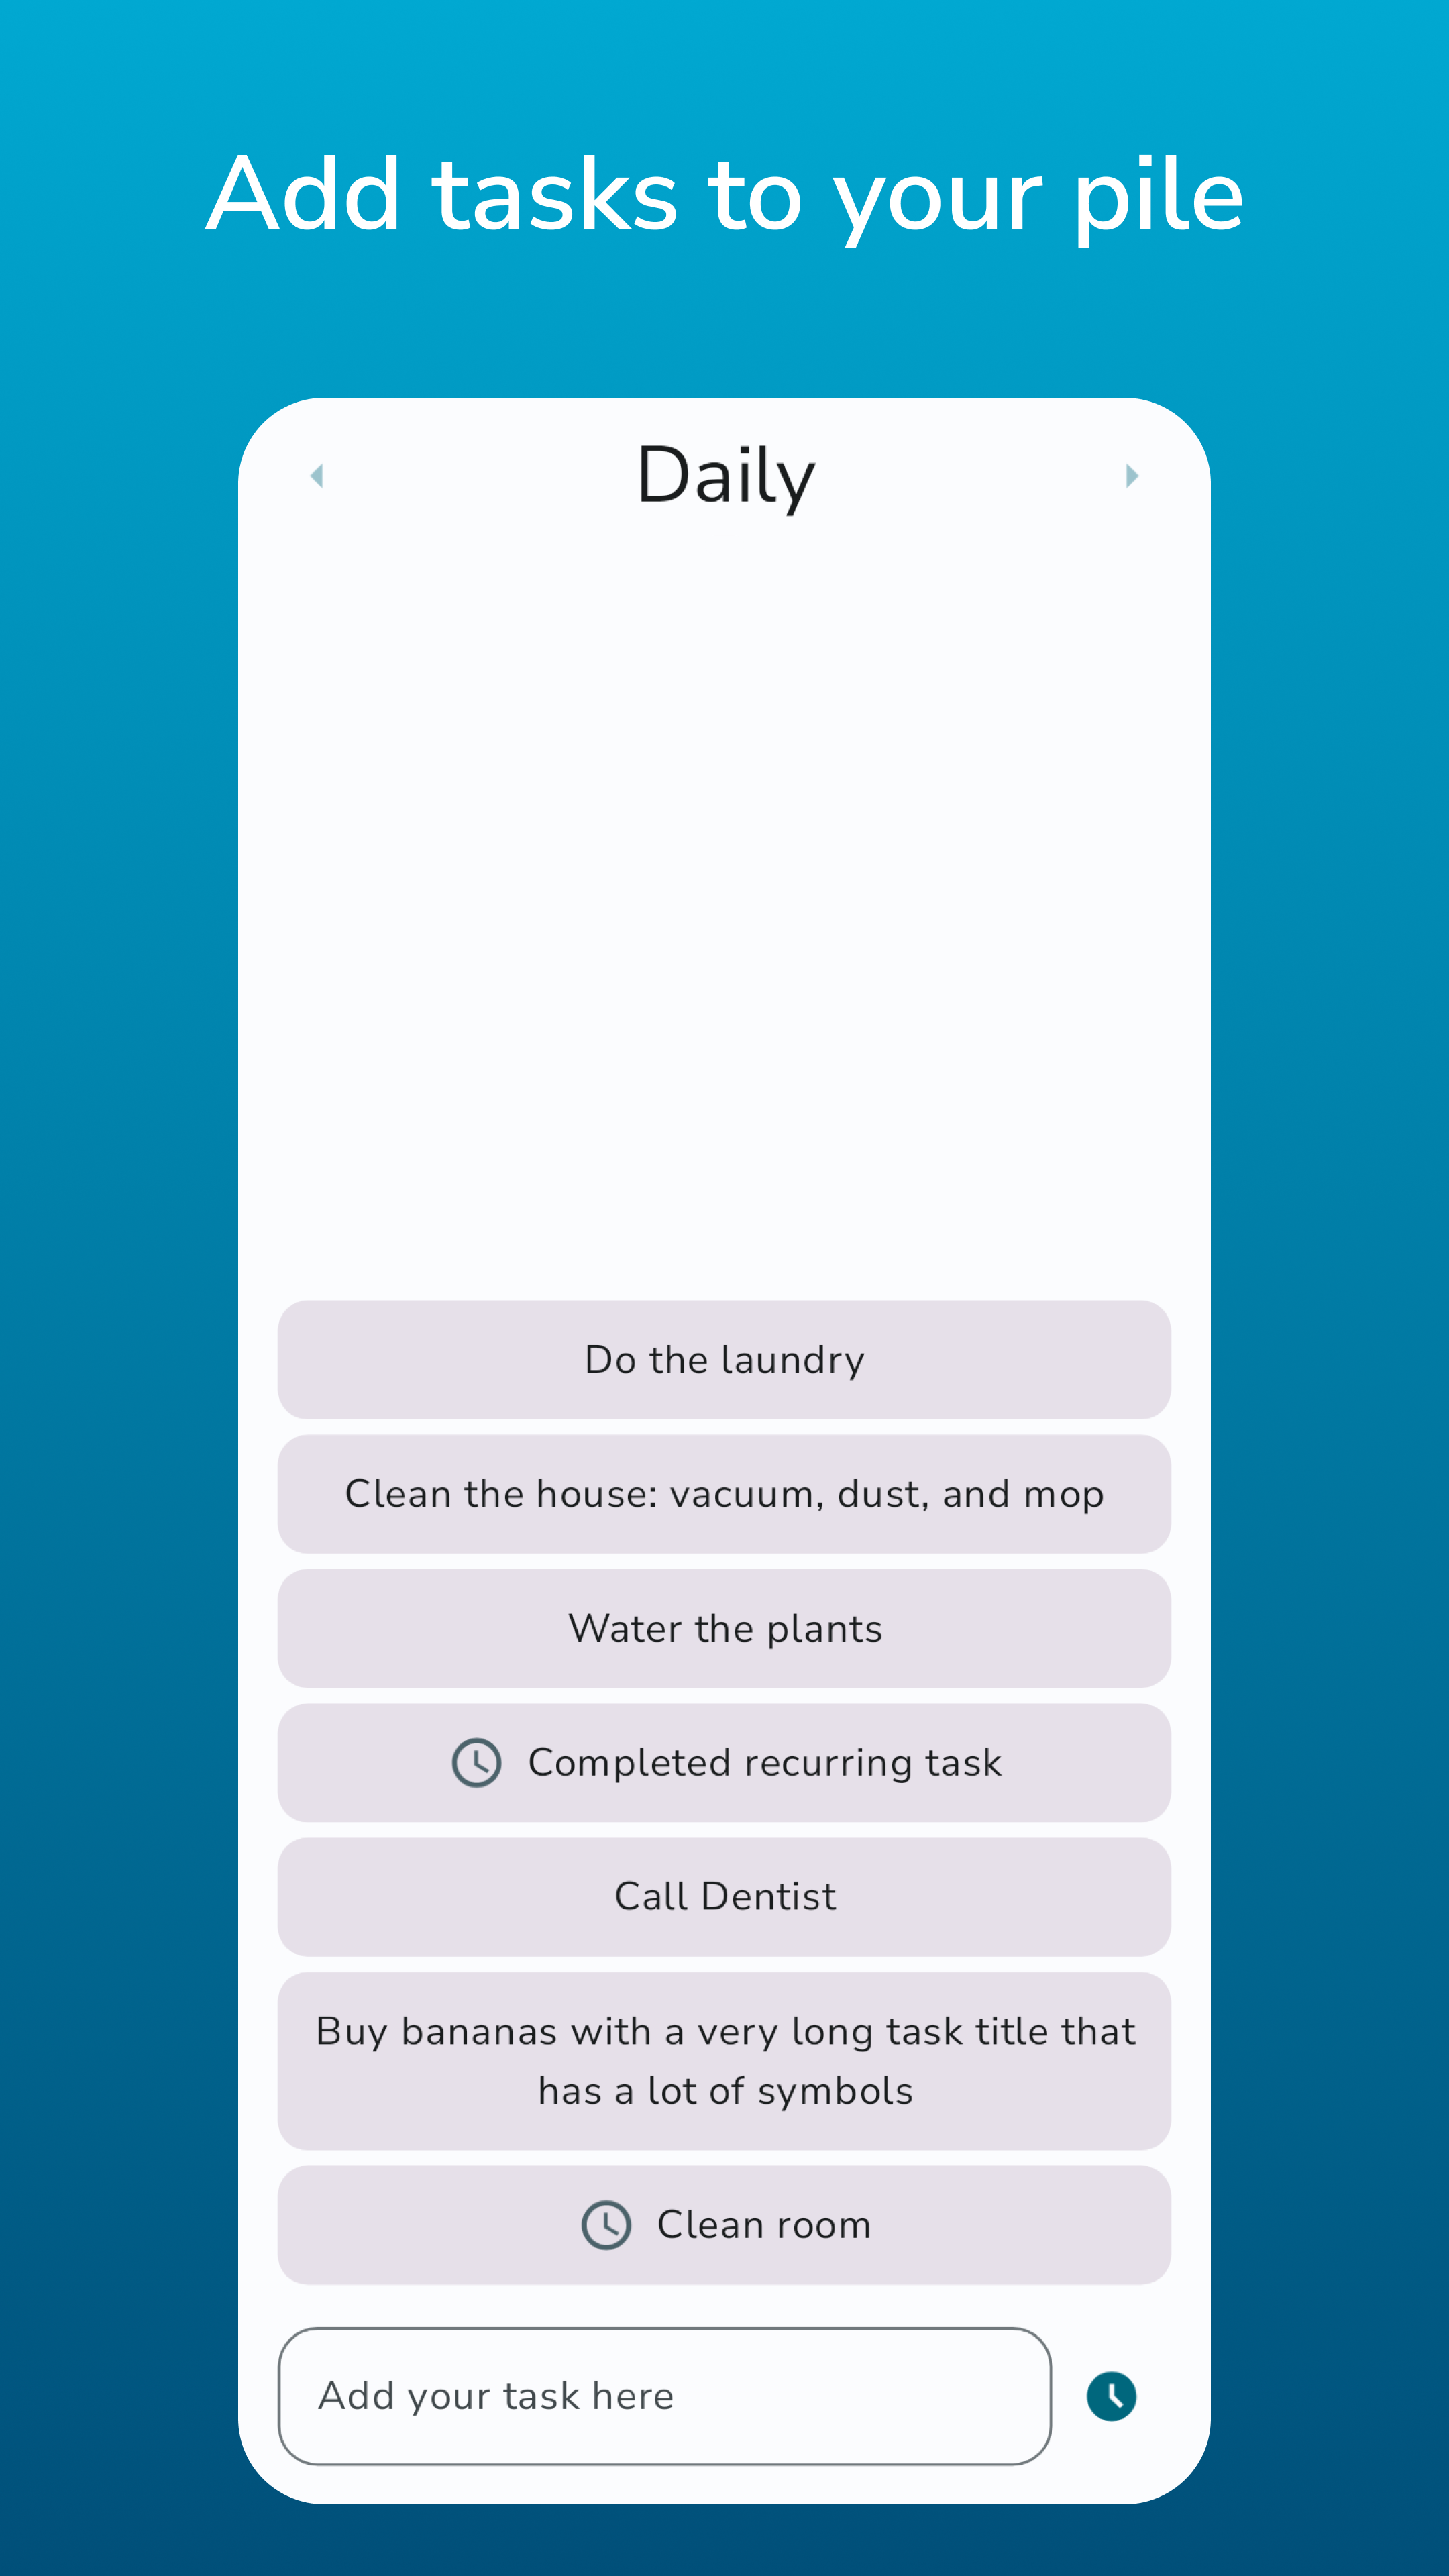 Add tasks to your pile
Daily
Do the laundry
Clean the house: vacuum, dust, and mop
Water the plants
Completed recurring task
Call Dentist
Buy bananas with a very long task title that
has a lot of symbols
Clean room
Add your task here